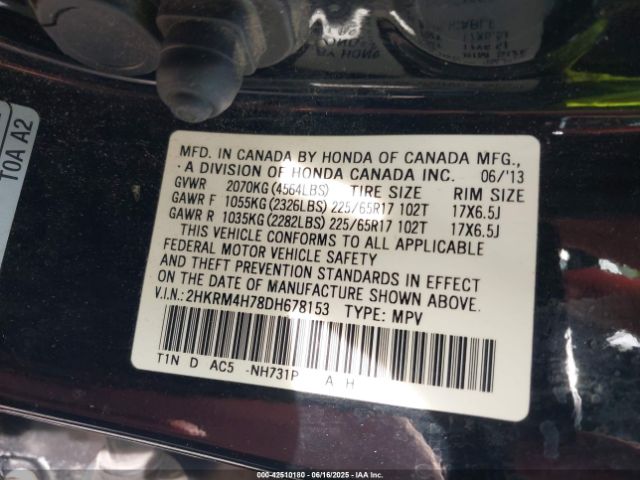 T0A A2
MFD. IN CANADA BY HONDA OF CANADA MFG.,
A DIVISION OF HONDA CANADA INC. 06/'13
GVWR 2070KG (4564LBS) TIRE SIZE RIM SIZE
GAWR F 1055KG (2326LBS) 225/65R17 102T 17X6.5J
GAWR R 1035KG (2282LBS) 225/65R17 102T 17X6.5J
THIS VEHICLE CONFORMS TO ALL APPLICABLE
FEDERAL MOTOR VEHICLE SAFETY
AND THEFT PREVENTION STANDARDS IN EFFECT
ON THE DATE OF MANUFACTURE SHOWN ABOVE.
V.I.N.: 2HKRM4H78DH678153 TYPE: MPV
T1N D AC5 -NH731P A H
000-42510180 - 06/16/2025 - IAA Inc.